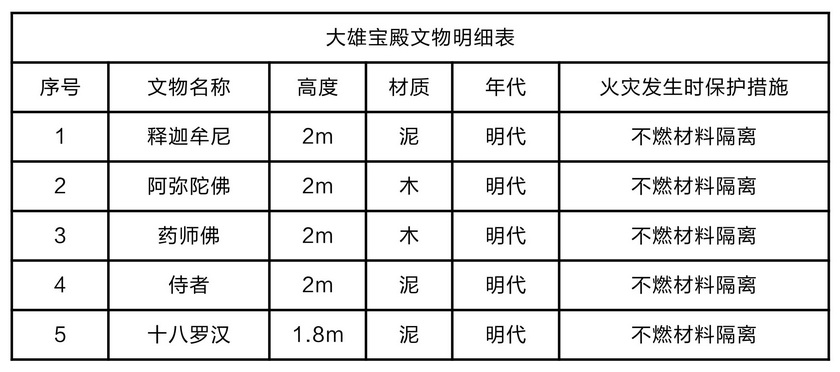 大雄宝殿文物明细表
序号 文物名称 高度 材质 年代 火灾发生时保护措施
1 释迦牟尼 2m 泥 明代 不燃材料隔离
2 阿弥陀佛 2m 木 明代 不燃材料隔离
3 药师佛 2m 木 明代 不燃材料隔离
4 侍者 2m 泥 明代 不燃材料隔离
5 十八罗汉 1.8m 泥 明代 不燃材料隔离